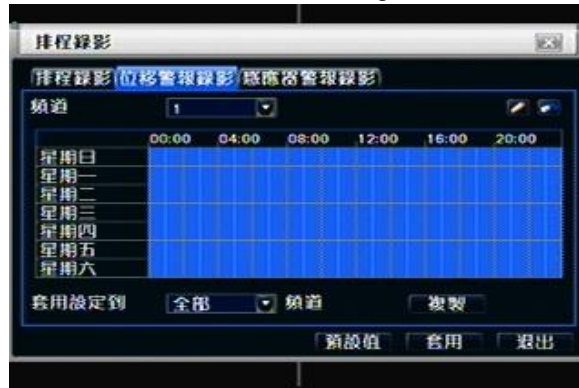 排程錄影
排程錄影 位移警報錄影 感應器警報錄影
頻道 1
00:00 04:00 08:00 12:00 16:00 20:00
星期日
星期一
星期二
星期三
星期四
星期五
星期六
套用設定到 全部 頻道 複製
預設值 套用 退出